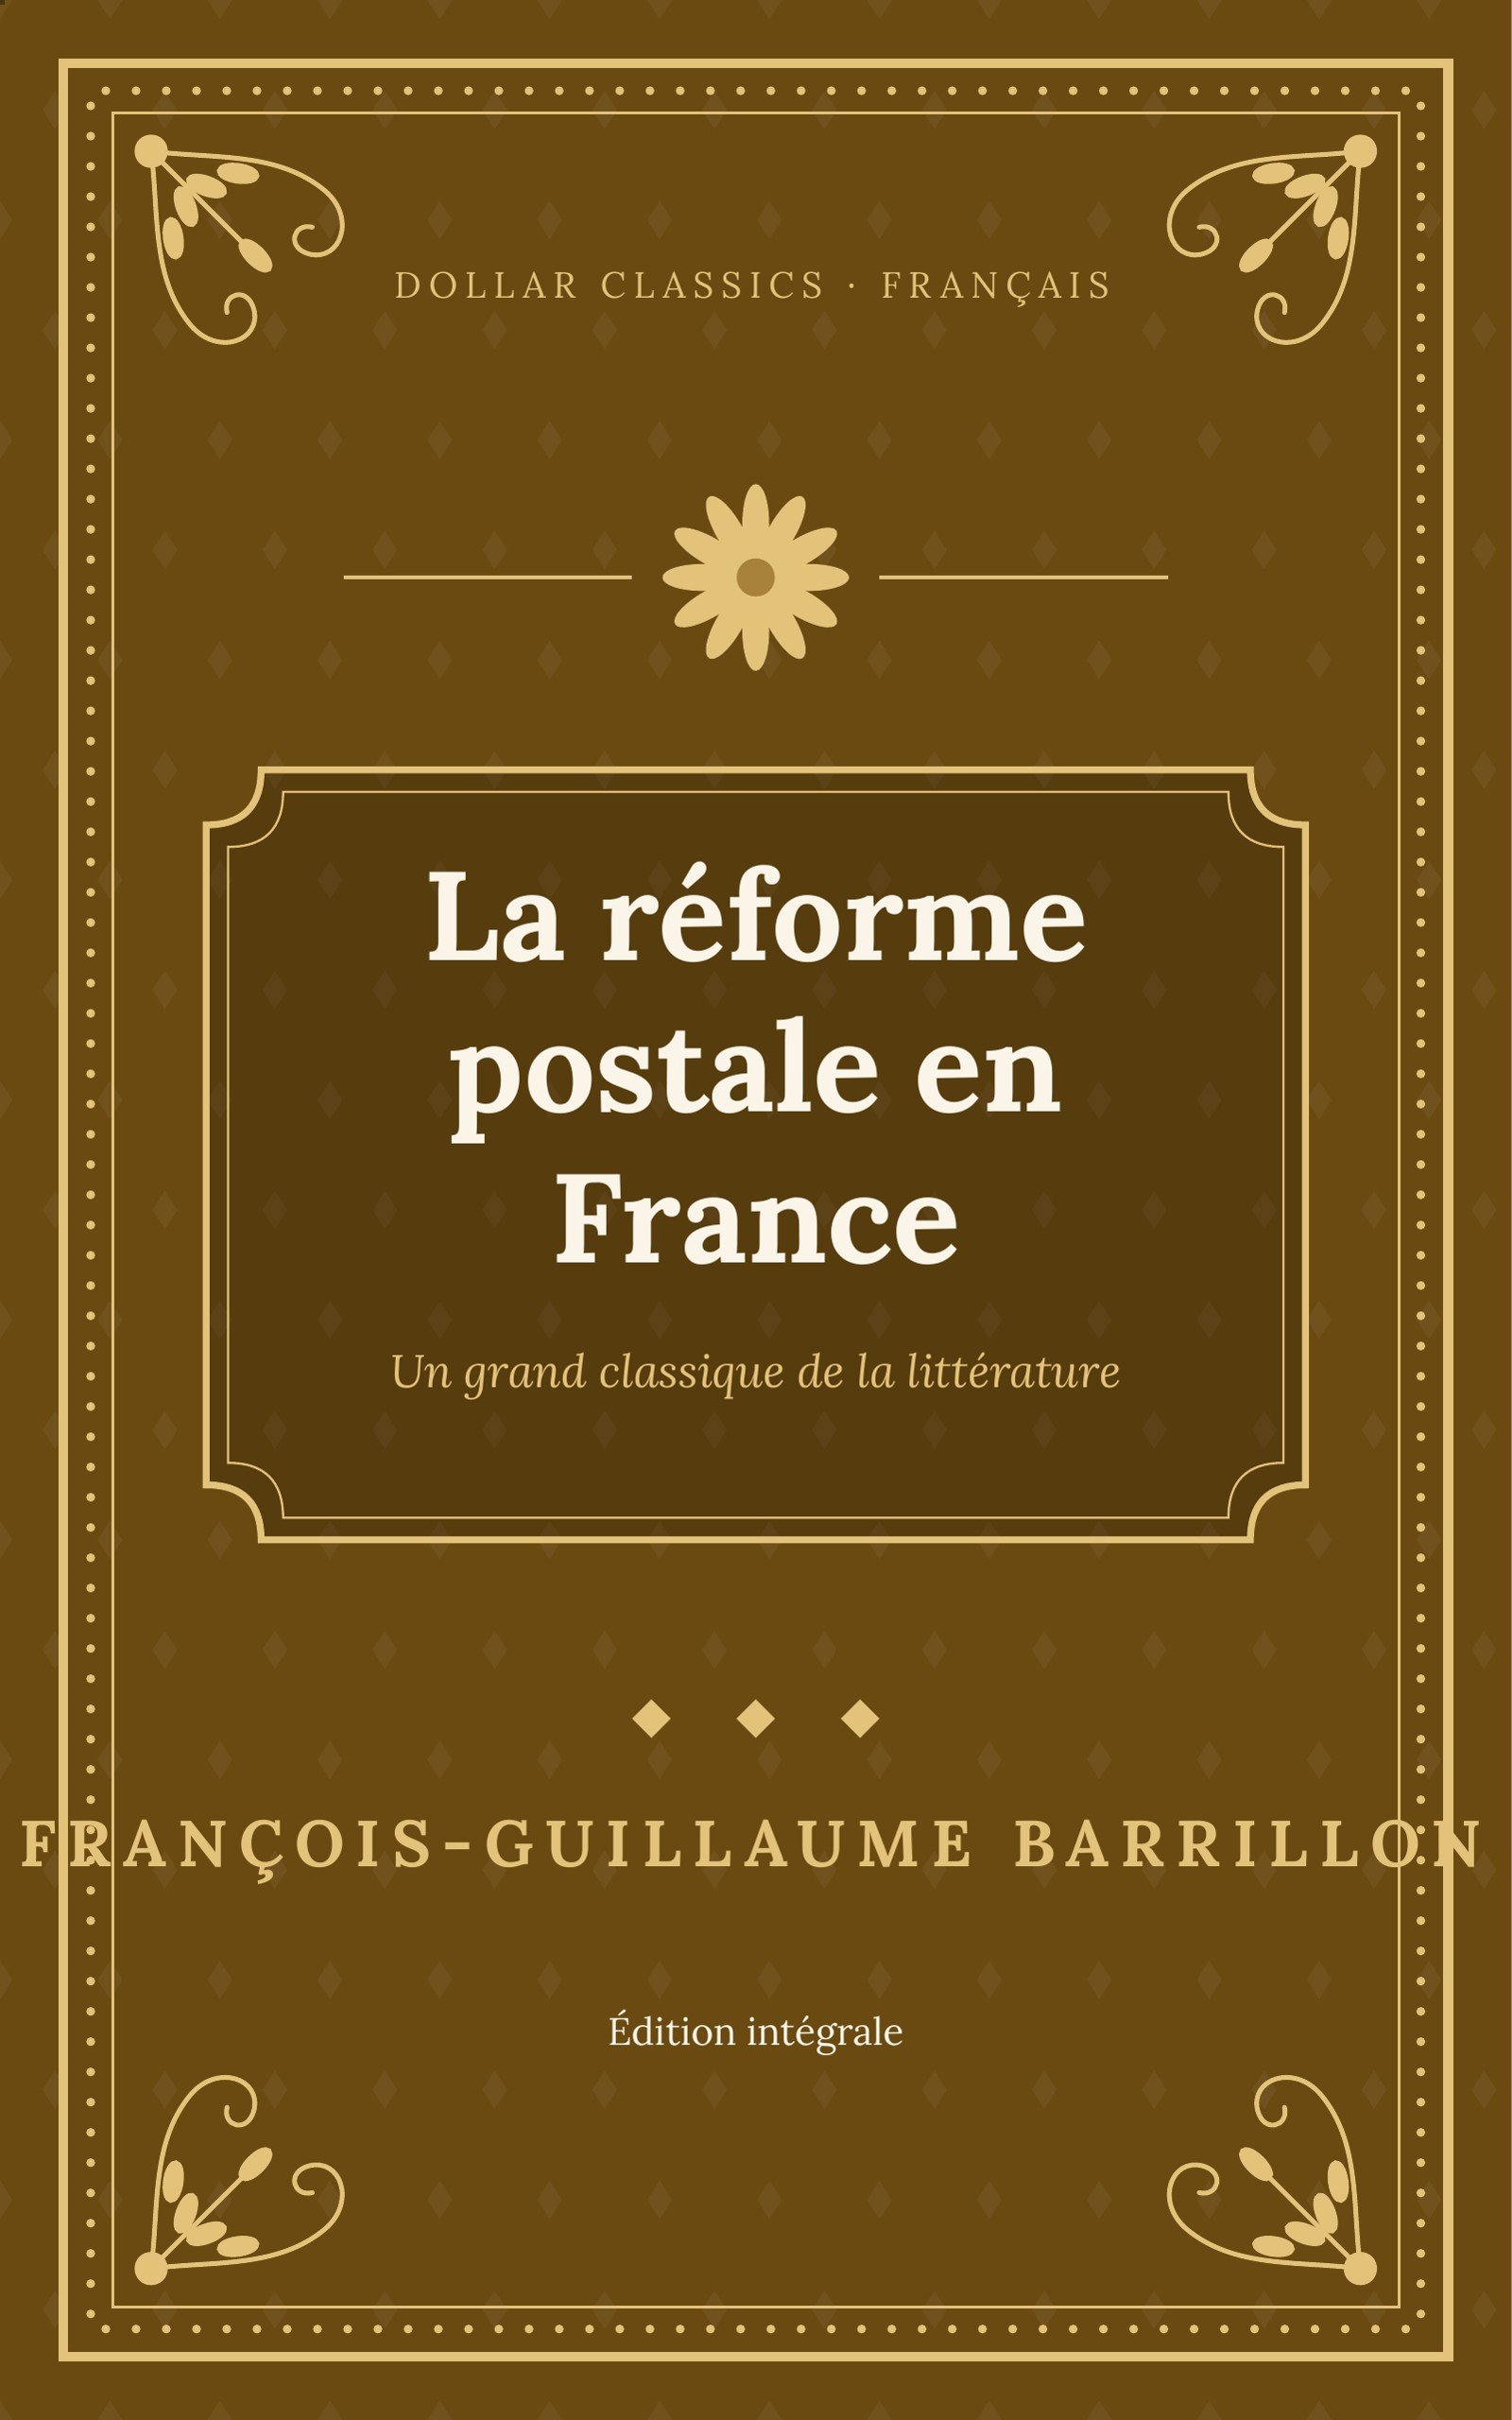 DOLLAR CLASSICS · FRANÇAIS
La réforme
postale en
France
Un grand classique de la littérature
FRANÇOIS-GUILLAUME BARRILLON
Édition intégrale